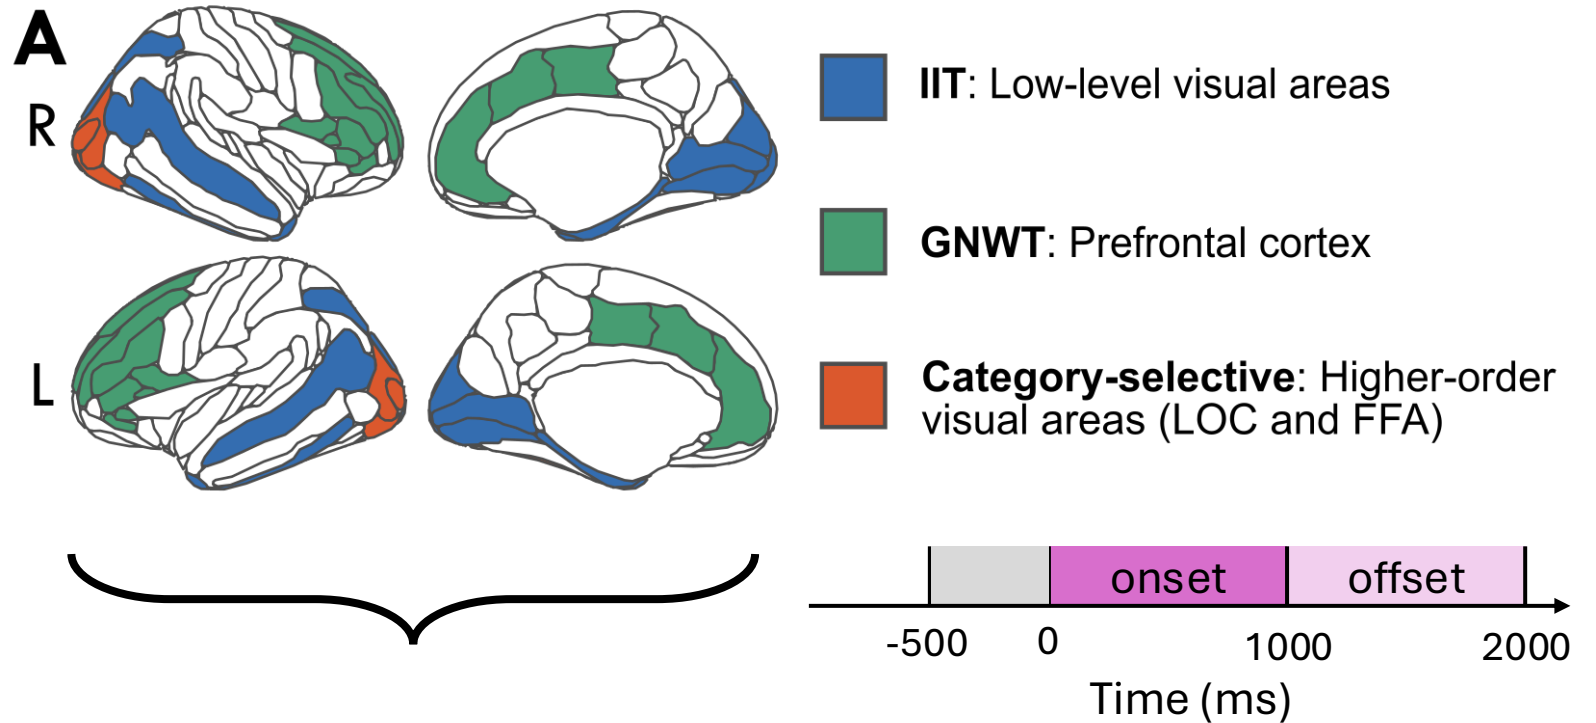 A
R
L
IIT: Low-level visual areas
GNWT: Prefrontal cortex
Category-selective: Higher-order
visual areas (LOC and FFA)
onset offset
-500 0 1000 2000
Time (ms)